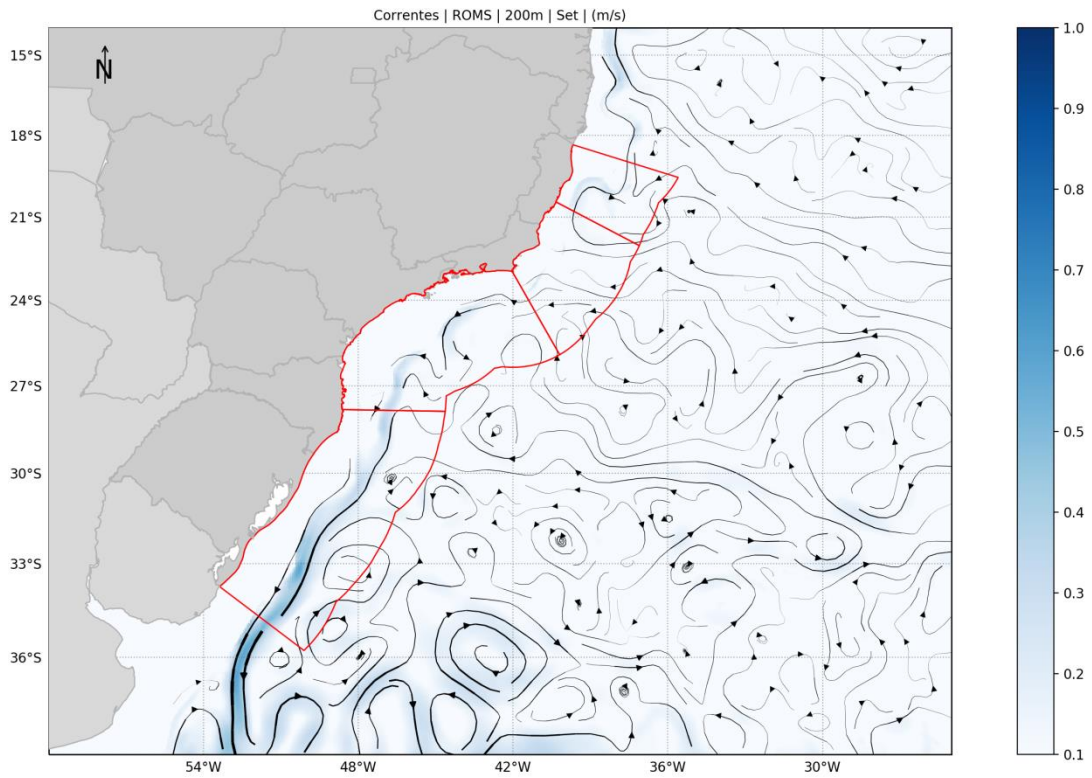 Correntes | ROMS | 200m | Set | (m/s)
N
15°S
18°S
21°S
24°S
27°S
30°S
33°S
36°S
54°W
48°W
42°W
36°W
30°W
1.0
0.9
0.8
0.7
0.6
0.5
0.4
0.3
0.2
0.1